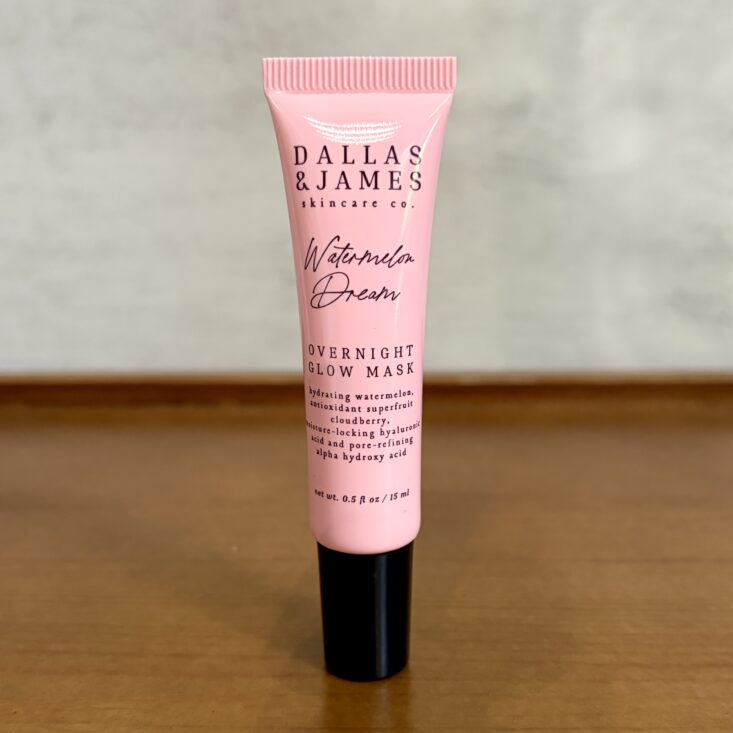 DALLAS
& JAMES
skincare co.
Watermelon
Dream
OVERNIGHT
GLOW MASK
hydrating watermelon,
antioxidant superfruit
cloudberry,
moisture-locking hyaluronic
acid and pore-refining
alpha hydroxy acid
net wt. 0.5 fl oz / 15 ml